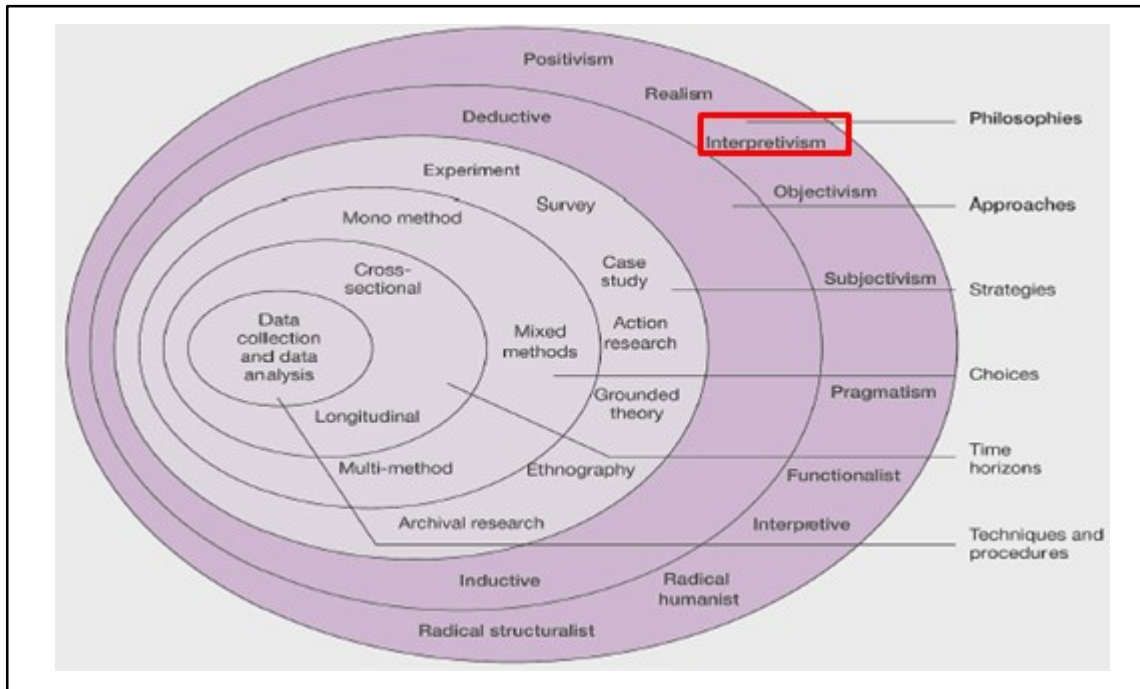 Positivism
Realism
Philosophies
Deductive
Interpretivism
Experiment
Objectivism
Survey
Approaches
Mono method
Case
study
Cross-
sectional
Subjectivism
Strategies
Data
collection
and data
analysis
Mixed
methods
Action
research
Choices
Grounded
theory
Pragmatism
Longitudinal
Time
horizons
Multi-method
Ethnography
Functionalist
Archival research
Interpretive
Techniques and
procedures
Inductive
Radical
humanist
Radical structuralist